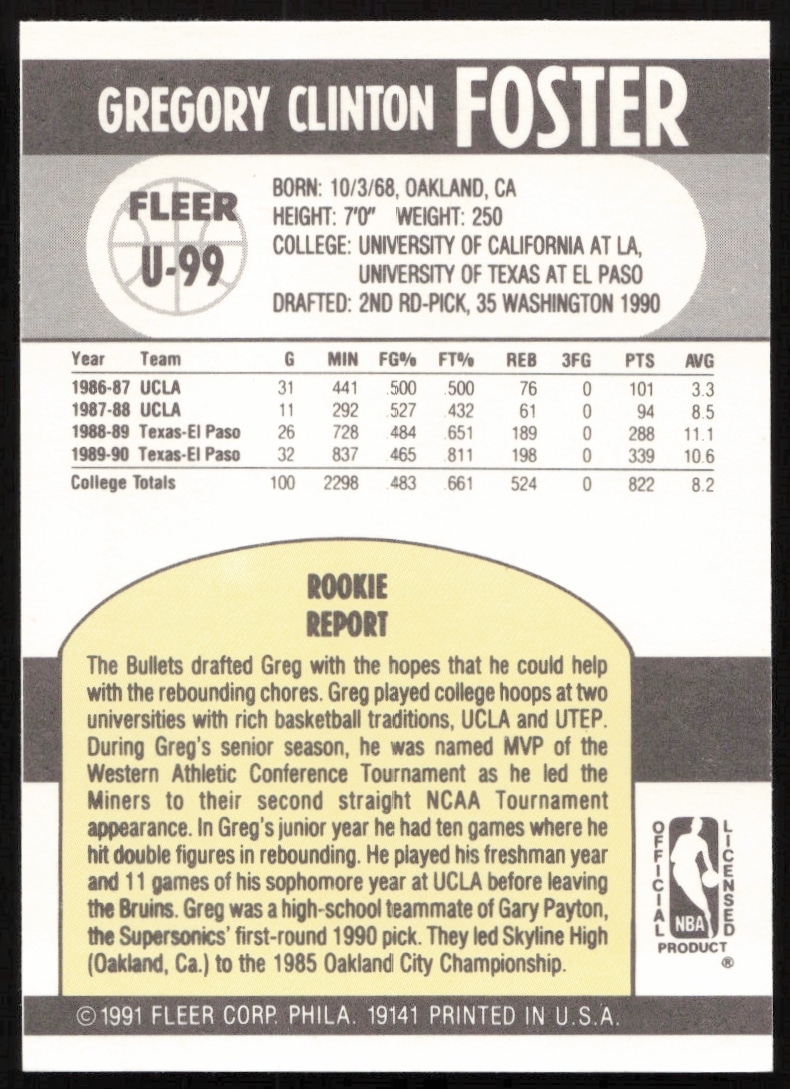 GREGORY CLINTON FOSTER
FLEER
U-99
BORN: 10/3/68, OAKLAND, CA
HEIGHT: 7'0" WEIGHT: 250
COLLEGE: UNIVERSITY OF CALIFORNIA AT LA,
UNIVERSITY OF TEXAS AT EL PASO
DRAFTED: 2ND RD-PICK, 35 WASHINGTON 1990
Year Team G MIN FG% FT% REB 3FG PTS AVG
1986-87 UCLA 31 441 .500 .500 76 0 101 3.3
1987-88 UCLA 11 292 .527 .432 61 0 94 8.5
1988-89 Texas-El Paso 26 728 .484 .651 189 0 288 11.1
1989-90 Texas-El Paso 32 837 .465 .811 198 0 339 10.6
College Totals 100 2298 .483 .661 524 0 822 8.2
ROOKIE
REPORT
The Bullets drafted Greg with the hopes that he could help
with the rebounding chores. Greg played college hoops at two
universities with rich basketball traditions, UCLA and UTEP.
During Greg's senior season, he was named MVP of the
Western Athletic Conference Tournament as he led the
Miners to their second straight NCAA Tournament
appearance. In Greg's junior year he had ten games where he
hit double figures in rebounding. He played his freshman year
and 11 games of his sophomore year at UCLA before leaving
the Bruins. Greg was a high-school teammate of Gary Payton,
the Supersonics' first-round 1990 pick. They led Skyline High
(Oakland, Ca.) to the 1985 Oakland City Championship.
OFFICIAL
LICENSED
NBA
PRODUCT
®
© 1991 FLEER CORP. PHILA. 19141 PRINTED IN U.S.A.